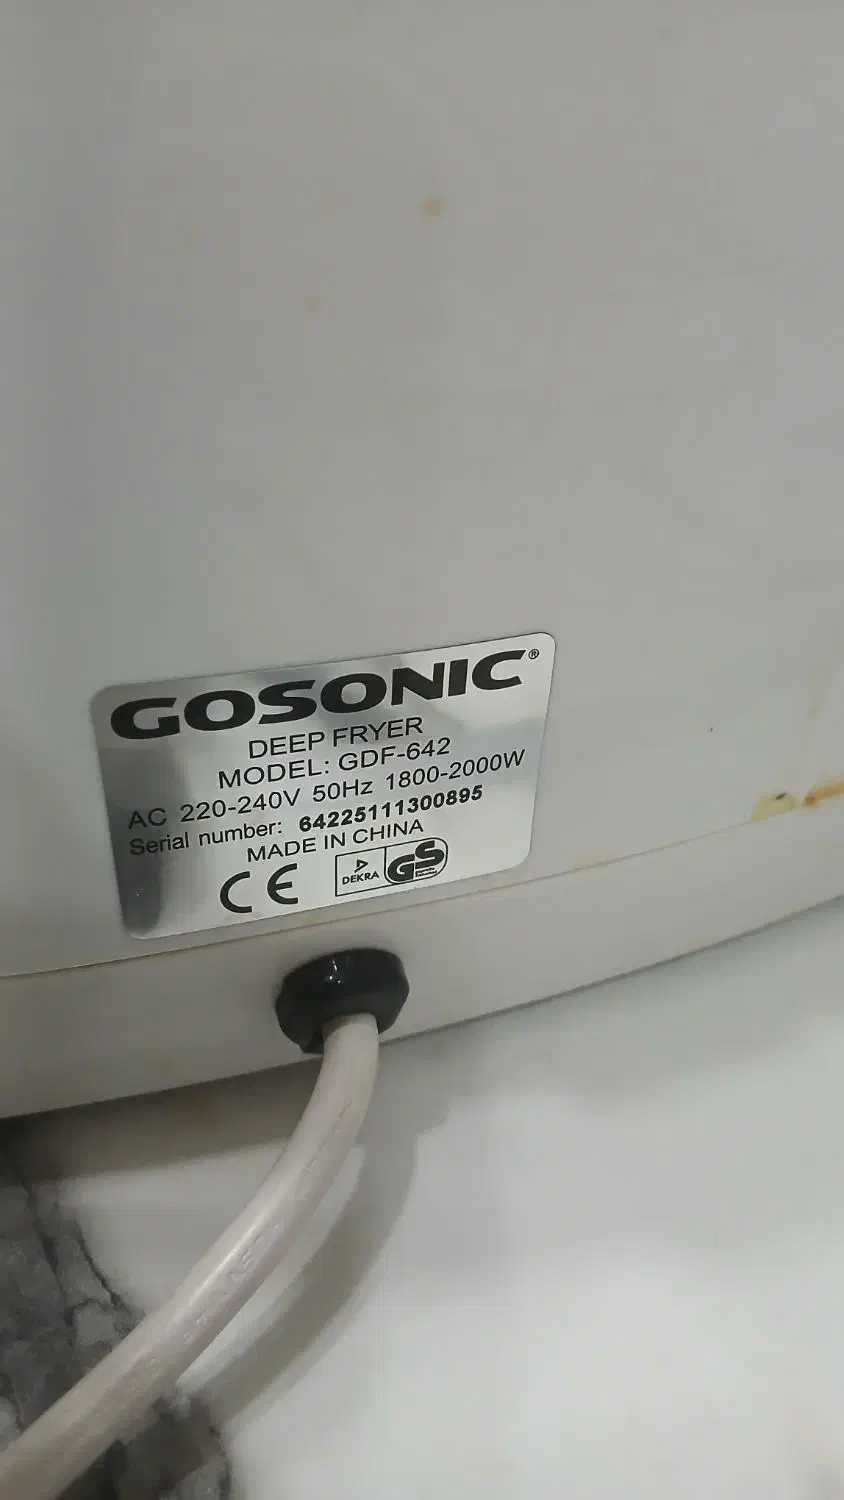 GOSONIC®
DEEP FRYER
MODEL: GDF-642
AC 220-240V 50Hz 1800-2000W
Serial number: 64225111300895
MADE IN CHINA
CE DEKRA GS